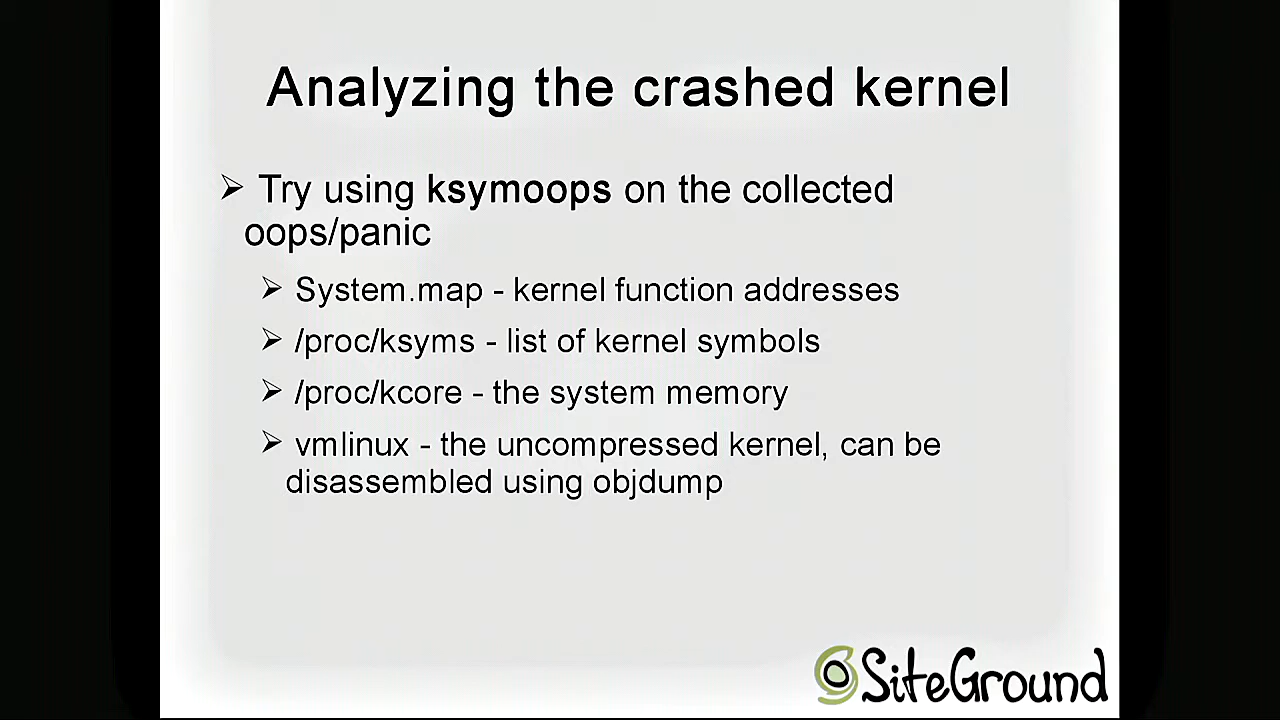 Analyzing the crashed kernel
➢ Try using ksymoops on the collected
oops/panic
➢ System.map - kernel function addresses
➢ /proc/ksyms - list of kernel symbols
➢ /proc/kcore - the system memory
➢ vmlinux - the uncompressed kernel, can be
disassembled using objdump
SiteGround